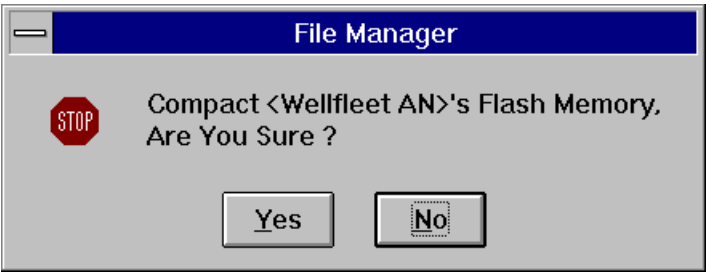 File Manager
STOP
Compact <Wellfleet AN>'s Flash Memory,
Are You Sure ?
Yes
No